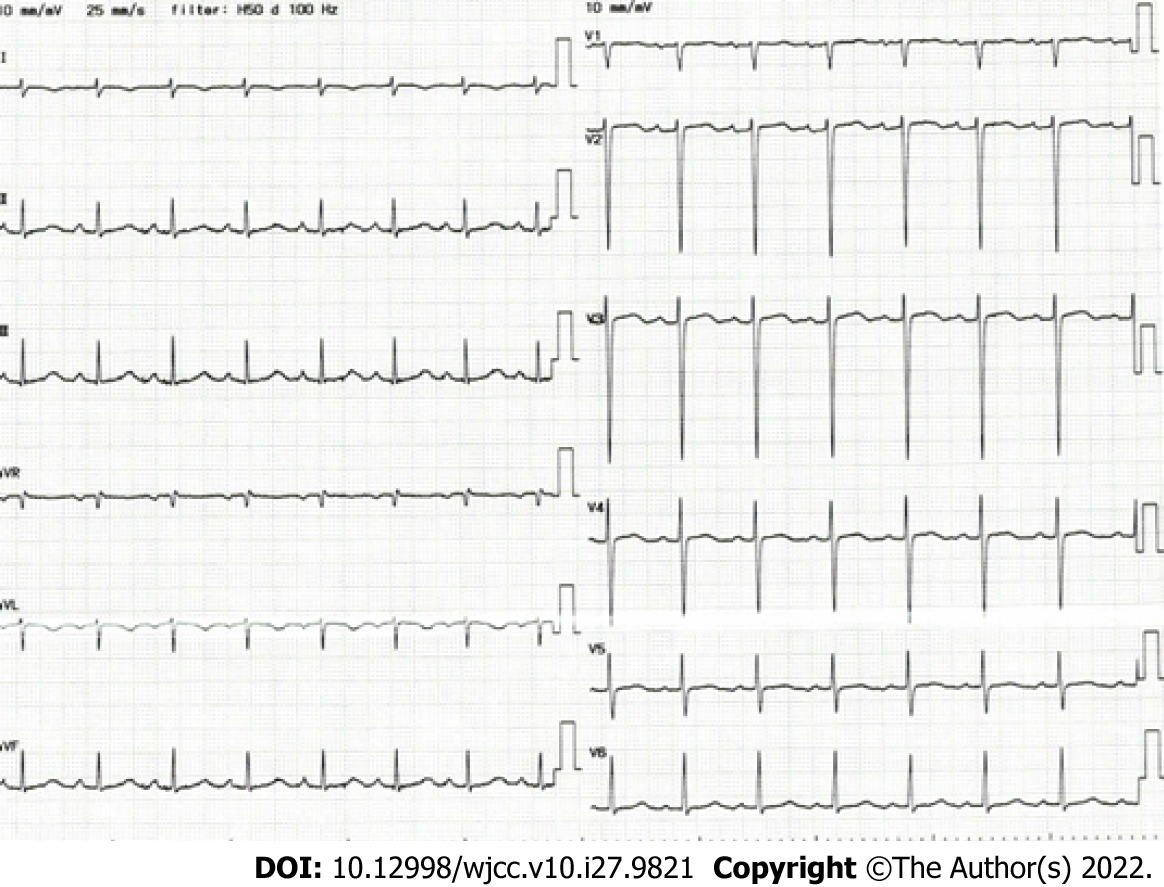 10 mm/mV 25 mm/s filter: H50 d 100 Hz
10 mm/mV
I
II
III
aVR
aVL
aVF
V1
V2
V3
V4
V5
V6
DOI: 10.12998/wjcc.v10.i27.9821 Copyright ©The Author(s) 2022.